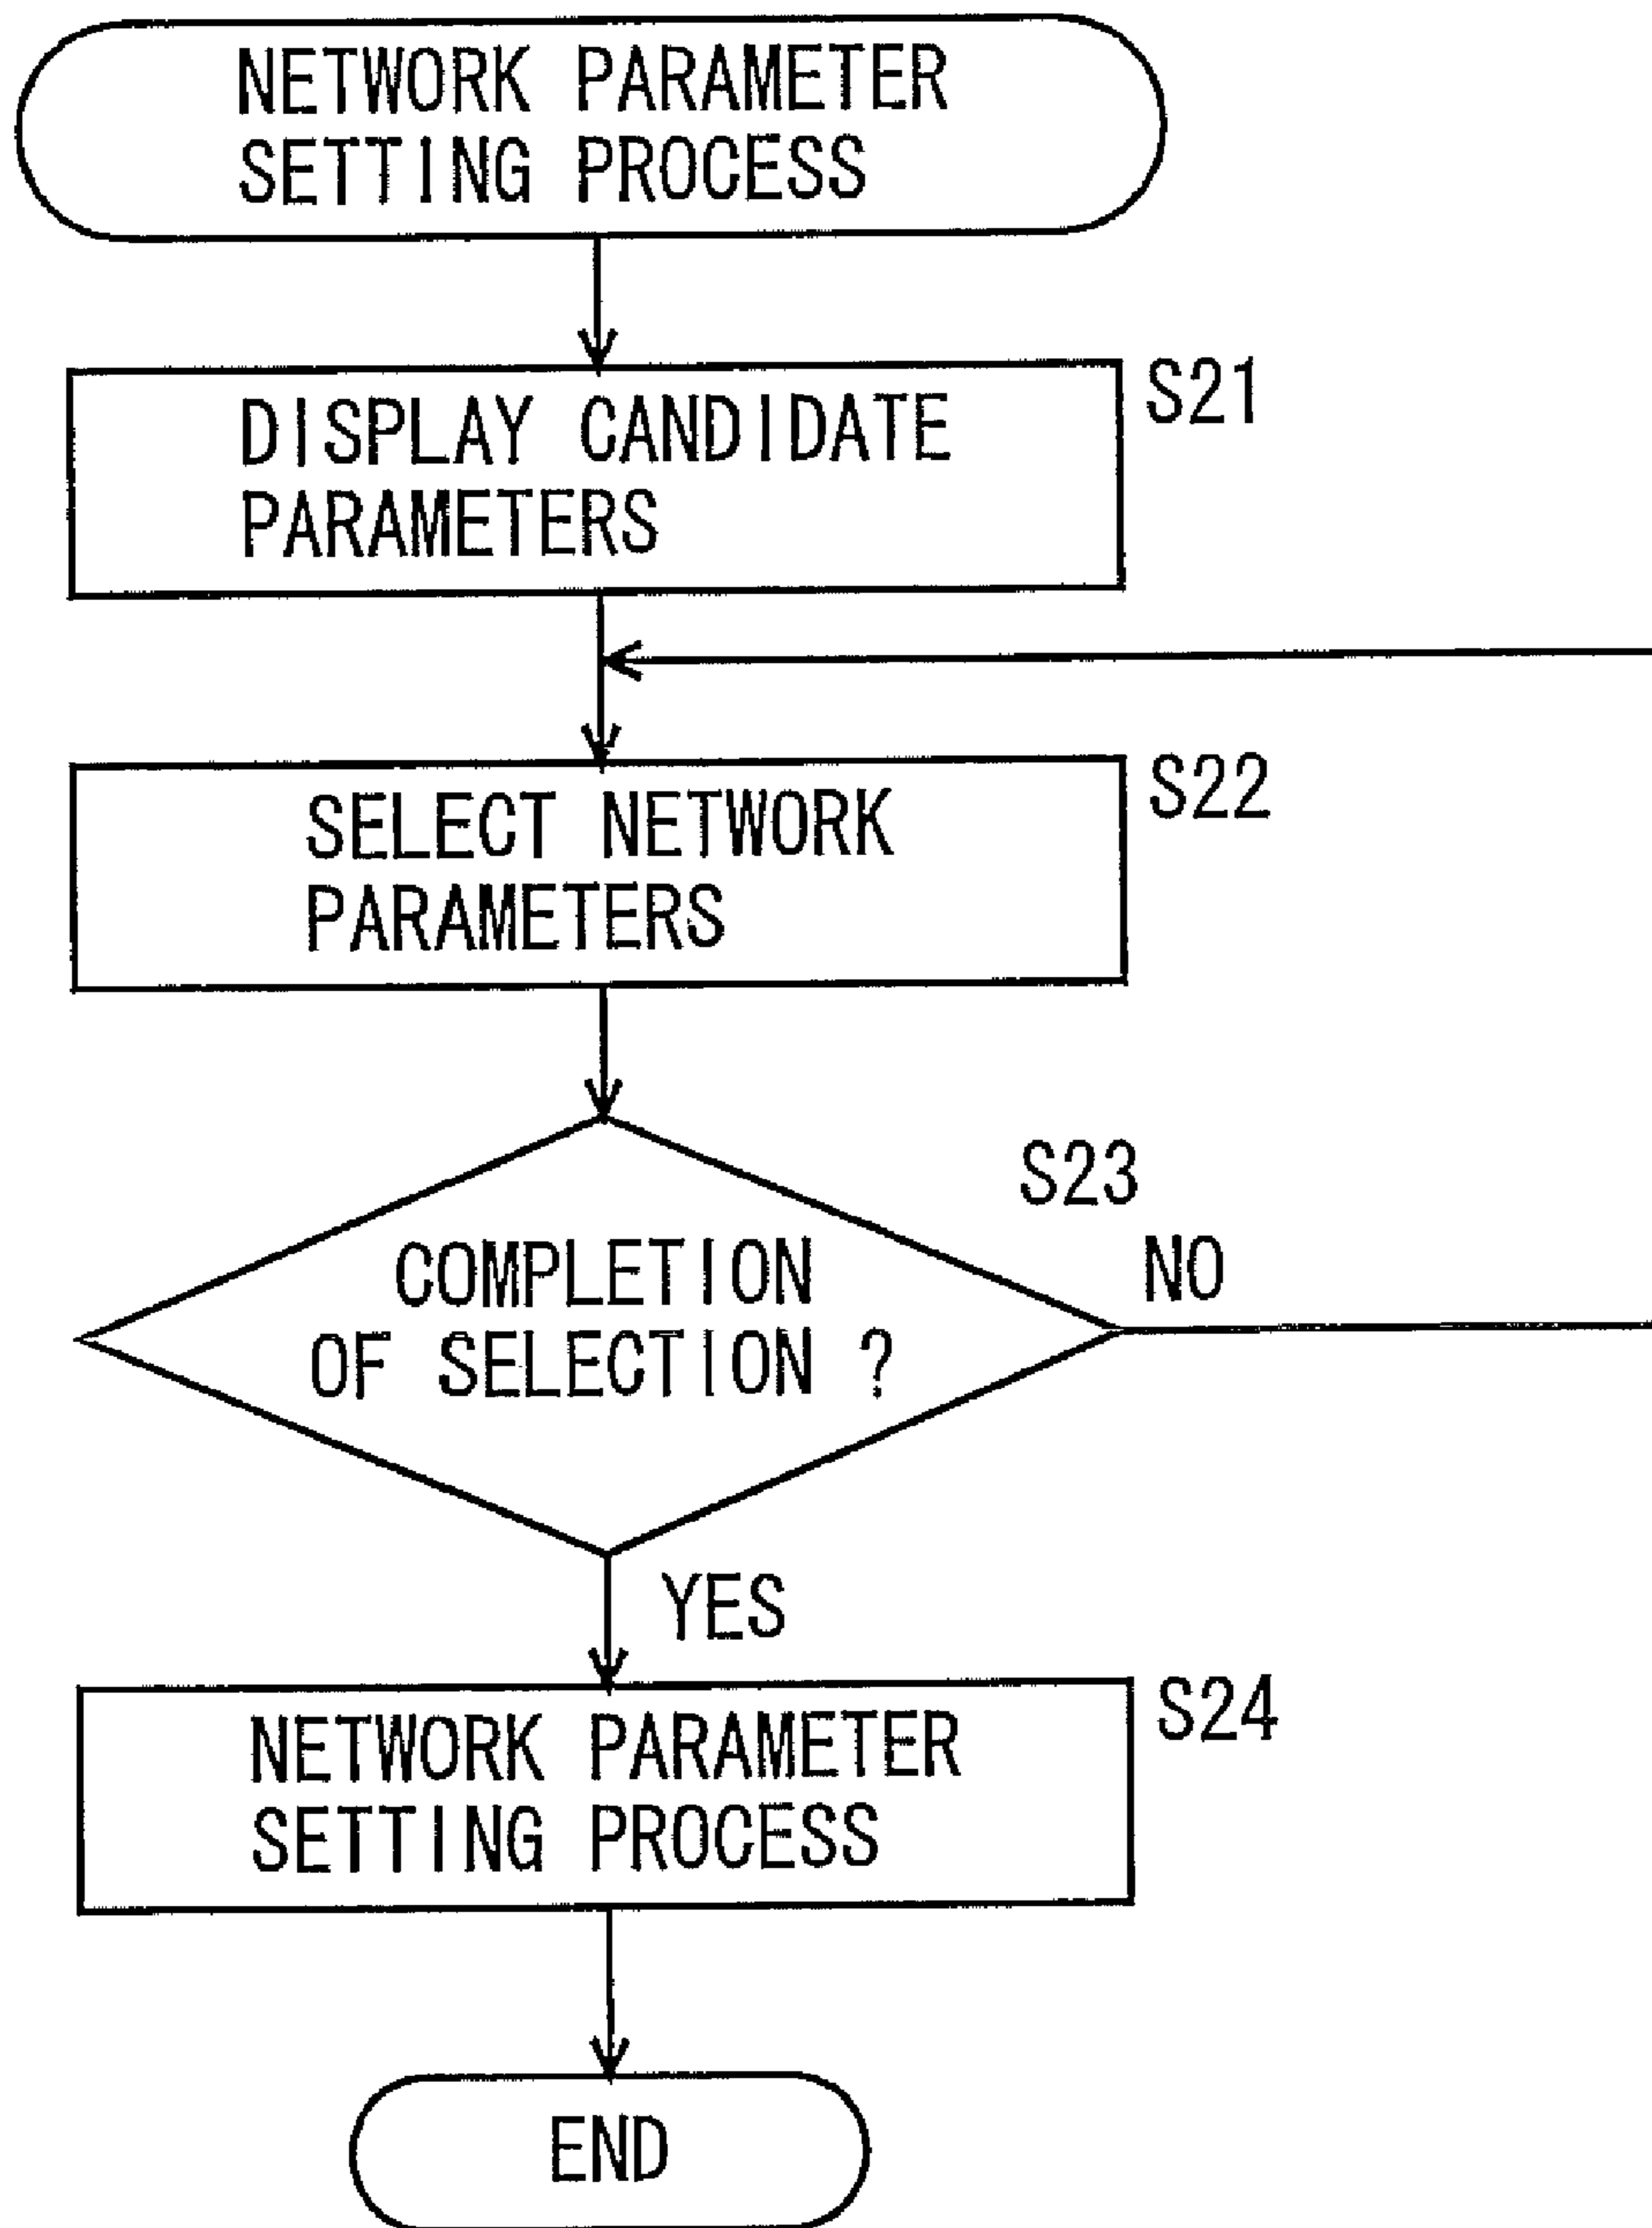 NETWORK PARAMETER
SETTING PROCESS
S21
DISPLAY CANDIDATE
PARAMETERS
S22
SELECT NETWORK
PARAMETERS
S23
COMPLETION
OF SELECTION ?
NO
YES
S24
NETWORK PARAMETER
SETTING PROCESS
END